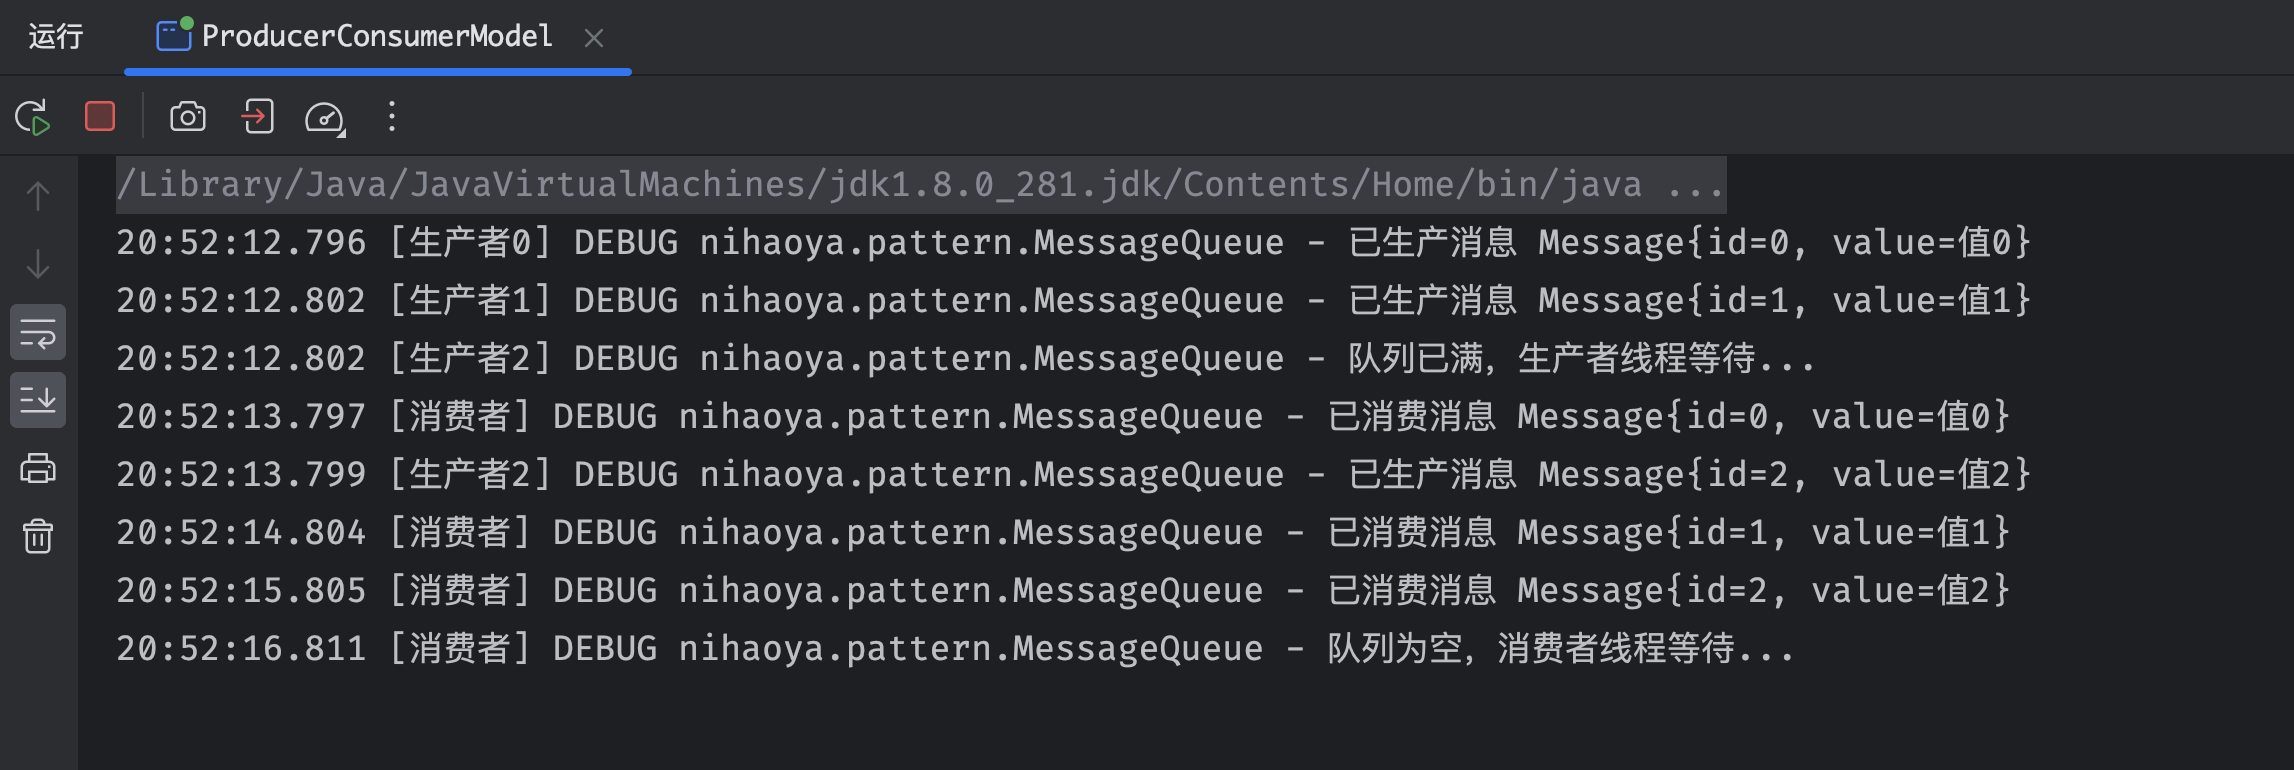 运行 ProducerConsumerModel
/Library/Java/JavaVirtualMachines/jdk1.8.0_281.jdk/Contents/Home/bin/java ...
20:52:12.796 [生产者0] DEBUG nihaoya.pattern.MessageQueue - 已生产消息 Message{id=0, value=值0}
20:52:12.802 [生产者1] DEBUG nihaoya.pattern.MessageQueue - 已生产消息 Message{id=1, value=值1}
20:52:12.802 [生产者2] DEBUG nihaoya.pattern.MessageQueue - 队列已满，生产者线程等待...
20:52:13.797 [消费者] DEBUG nihaoya.pattern.MessageQueue - 已消费消息 Message{id=0, value=值0}
20:52:13.799 [生产者2] DEBUG nihaoya.pattern.MessageQueue - 已生产消息 Message{id=2, value=值2}
20:52:14.804 [消费者] DEBUG nihaoya.pattern.MessageQueue - 已消费消息 Message{id=1, value=值1}
20:52:15.805 [消费者] DEBUG nihaoya.pattern.MessageQueue - 已消费消息 Message{id=2, value=值2}
20:52:16.811 [消费者] DEBUG nihaoya.pattern.MessageQueue - 队列为空，消费者线程等待...